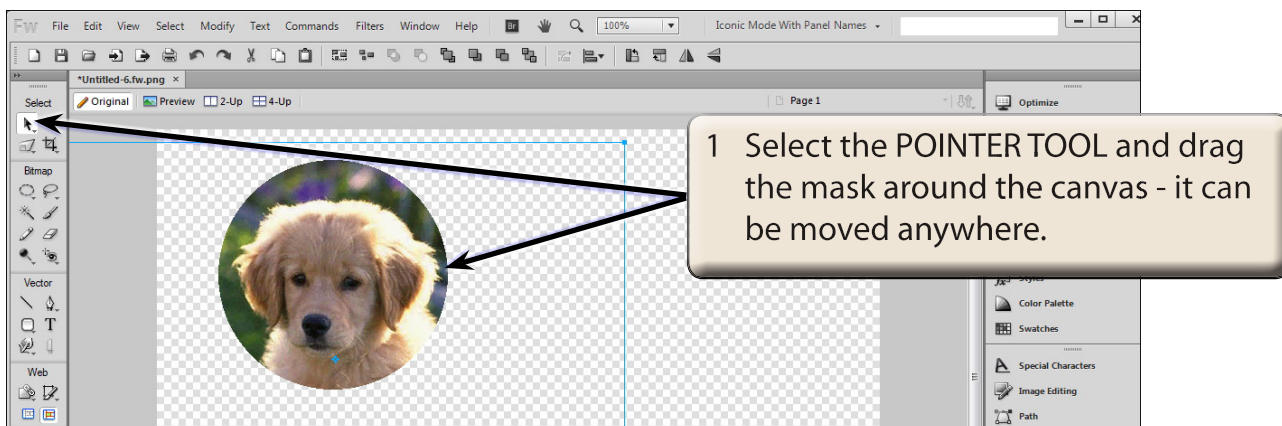 Fw File Edit View Select Modify Text Commands Filters Window Help Br 100% Iconic Mode With Panel Names
*Untitled-6.fw.png ×
Select Original Preview 2-Up 4-Up Page 1 Optimize
1 Select the POINTER TOOL and drag
the mask around the canvas - it can
be moved anywhere.
Bitmap
Vector
Styles
Color Palette
T
Swatches
Web
Special Characters
Image Editing
Path